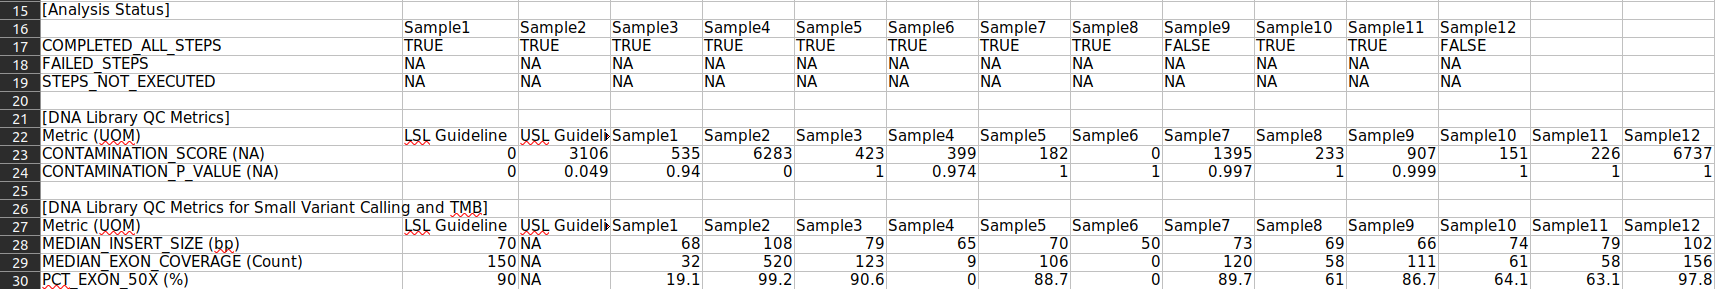 15 [Analysis Status]
16 Sample1 Sample2 Sample3 Sample4 Sample5 Sample6 Sample7 Sample8 Sample9 Sample10 Sample11 Sample12
17 COMPLETED_ALL_STEPS TRUE TRUE TRUE TRUE TRUE TRUE TRUE TRUE FALSE TRUE TRUE FALSE
18 FAILED_STEPS NA NA NA NA NA NA NA NA NA NA NA NA
19 STEPS_NOT_EXECUTED NA NA NA NA NA NA NA NA NA NA NA NA
20
21 [DNA Library QC Metrics]
22 Metric (UOM) LSL Guideline USL Guideli Sample1 Sample2 Sample3 Sample4 Sample5 Sample6 Sample7 Sample8 Sample9 Sample10 Sample11 Sample12
23 CONTAMINATION_SCORE (NA) 0 3106 535 6283 423 399 182 0 1395 233 907 151 226 6737
24 CONTAMINATION_P_VALUE (NA) 0 0.049 0.94 0 1 0.974 1 1 0.997 1 0.999 1 1 1
25
26 [DNA Library QC Metrics for Small Variant Calling and TMB]
27 Metric (UOM) LSL Guideline USL Guideli Sample1 Sample2 Sample3 Sample4 Sample5 Sample6 Sample7 Sample8 Sample9 Sample10 Sample11 Sample12
28 MEDIAN_INSERT_SIZE (bp) 70 NA 68 108 79 65 70 50 73 69 66 74 79 102
29 MEDIAN_EXON_COVERAGE (Count) 150 NA 32 520 123 9 106 0 120 58 111 61 58 156
30 PCT_EXON_50X (%) 90 NA 19.1 99.2 90.6 0 88.7 0 89.7 61 86.7 64.1 63.1 97.8